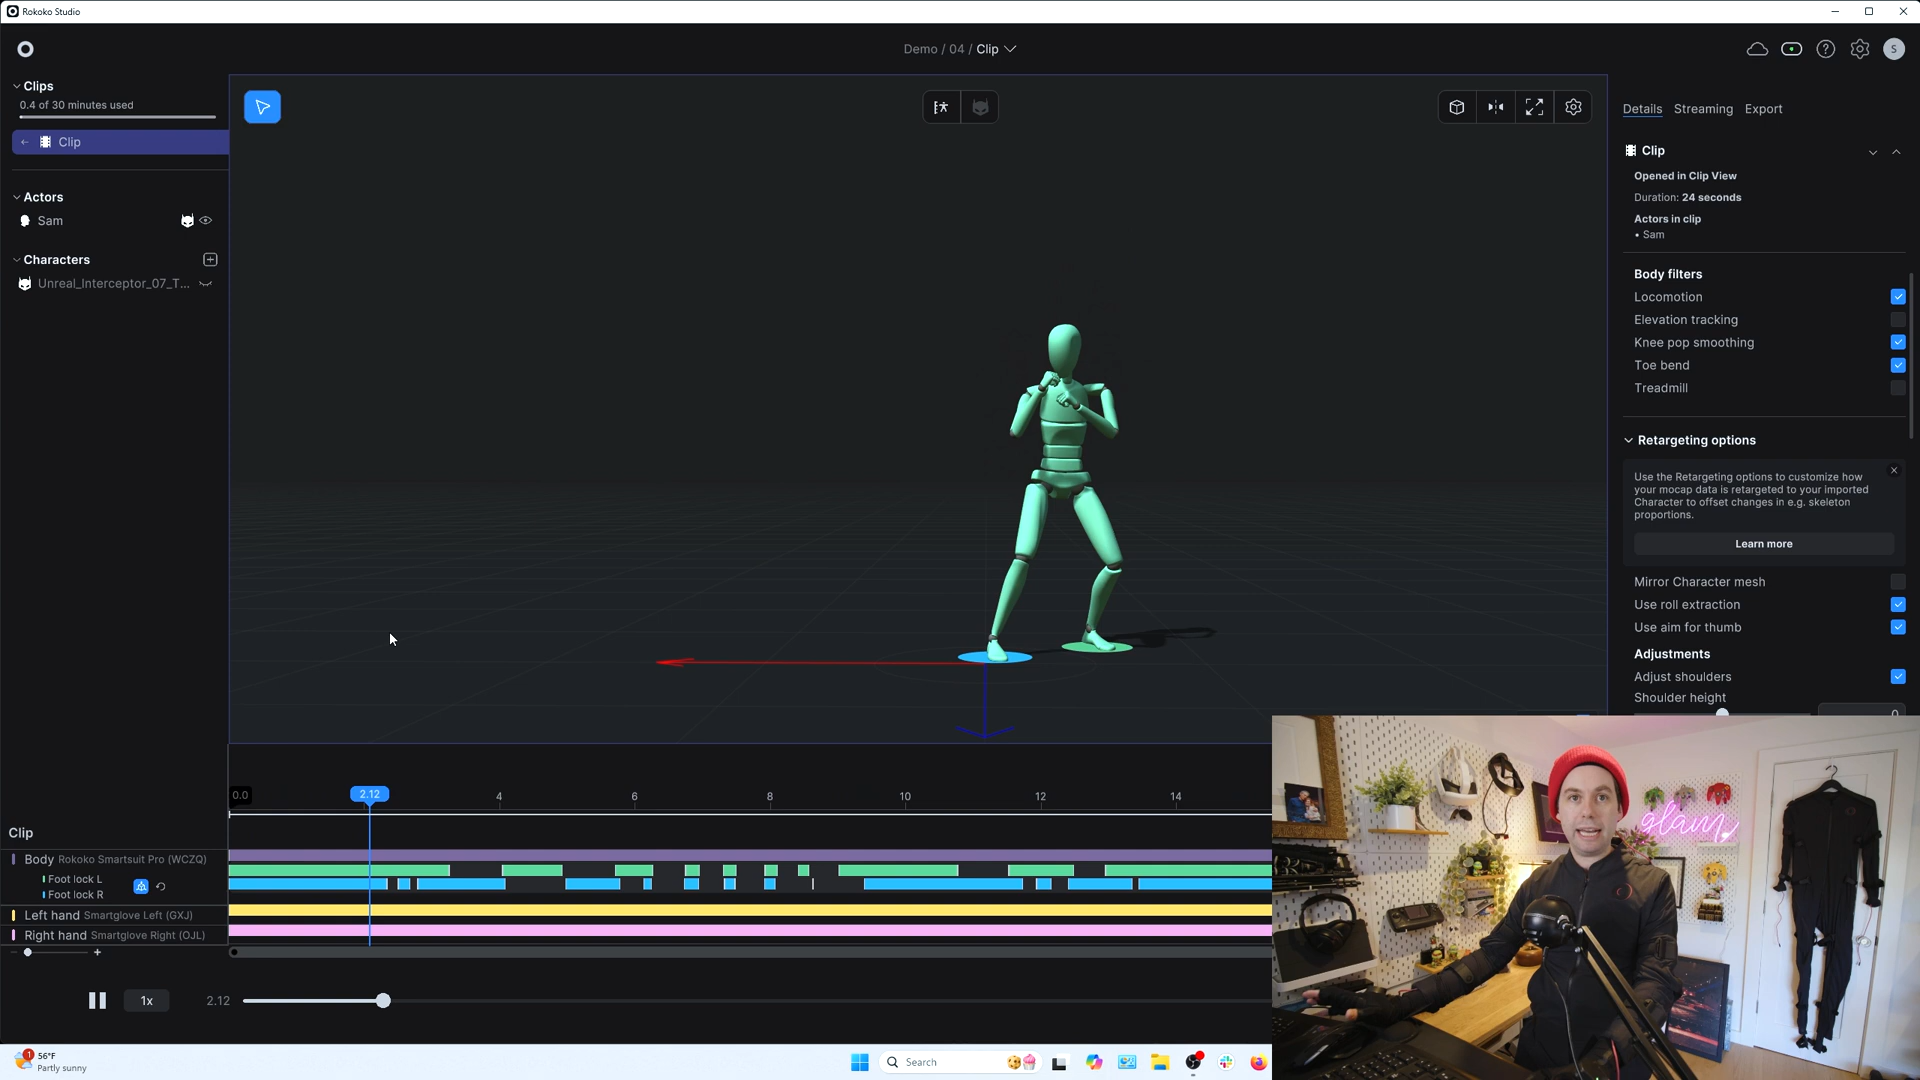 Rokoko Studio
Demo / 04 / Clip
S
Clips
0.4 of 30 minutes used
Clip
Actors
Sam
Characters
Unreal_Interceptor_07_T...
Details Streaming Export
Clip
Opened in Clip View
Duration: 24 seconds
Actors in clip
• Sam
Body filters
Locomotion
Elevation tracking
Knee pop smoothing
Toe bend
Treadmill
Retargeting options
Use the Retargeting options to customize how
your mocap data is retargeted to your imported
Character to offset changes in e.g. skeleton
proportions.
Learn more
Mirror Character mesh
Use roll extraction
Use aim for thumb
Adjustments
Adjust shoulders
Shoulder height
0
0.0 2.12 4 6 8 10 12 14
Clip
Body Rokoko Smartsuit Pro (WCZQ)
Foot lock L
Foot lock R
Left hand Smartglove Left (GXJ)
Right hand Smartglove Right (OJL)
1x 2.12
glam
1
56°F
Partly sunny
Search